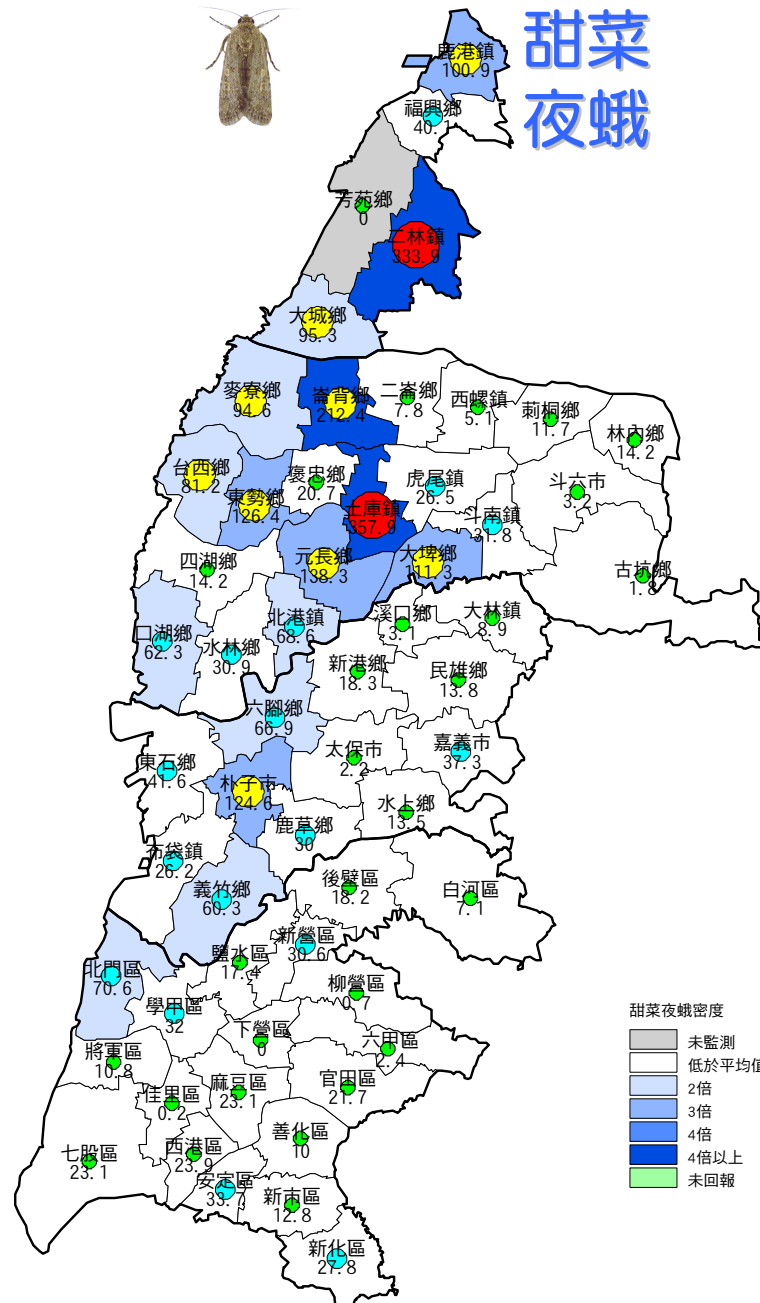 甜菜
夜蛾
鹿港鎮
100.9
福興鄉
40.1
芳苑鄉
0
二林鎮
333.9
大城鄉
95.3
麥寮鄉
94.6
崙背鄉
212.4
二崙鄉
7.8
西螺鎮
5.1
莿桐鄉
11.7
林內鄉
14.2
台西鄉
81.2
東勢鄉
126.4
褒忠鄉
20.7
土庫鎮
357.9
虎尾鎮
26.5
斗南鎮
31.8
斗六市
3.2
古坑鄉
1.8
四湖鄉
14.2
元長鄉
138.3
大埤鄉
111.3
口湖鄉
62.3
水林鄉
30.9
北港鎮
68.6
溪口鄉
3.1
大林鎮
8.9
新港鄉
18.3
民雄鄉
13.8
六腳鄉
66.9
東石鄉
41.6
朴子市
124.6
太保市
2.2
嘉義市
37.3
水上鄉
13.5
鹿草鄉
30
布袋鎮
26.2
義竹鄉
60.3
後壁區
18.2
白河區
7.1
新營區
30.6
鹽水區
17.4
北門區
70.6
學甲區
32
柳營區
0.7
下營區
0
六甲區
2.4
將軍區
10.8
佳里區
0.2
麻豆區
23.1
官田區
21.7
善化區
10
七股區
23.1
西港區
23.9
安定區
33.7
新市區
12.8
新化區
27.8
甜菜夜蛾密度
未監測
低於平均值
2倍
3倍
4倍
4倍以上
未回報